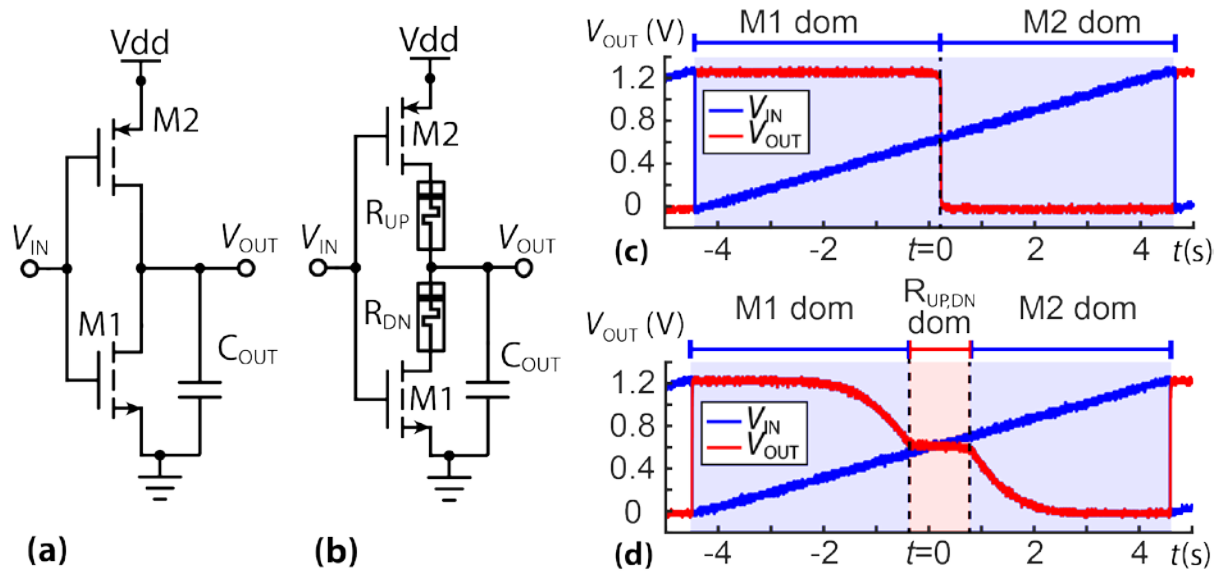 Vdd
M2
V_IN
V_OUT
M1
C_OUT
(a)
Vdd
M2
R_UP
V_IN
V_OUT
R_DN
M1
C_OUT
(b)
M1 dom
M2 dom
V_OUT (V)
1.2
0.8
0.4
0
V_IN
V_OUT
-4
-2
t=0
2
4
t(s)
(c)
M1 dom
R_UP,DN
dom
M2 dom
V_OUT (V)
1.2
0.8
0.4
0
V_IN
V_OUT
-4
-2
t=0
2
4
t(s)
(d)